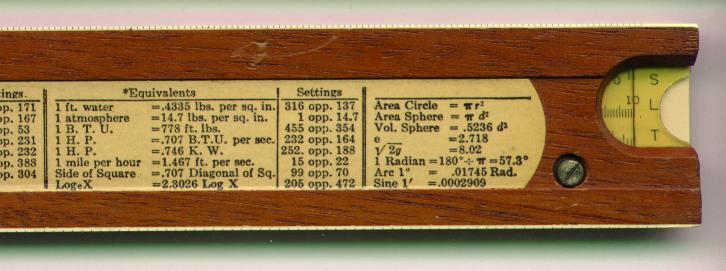 ings. *Equivalents Settings
pp. 171 1 ft. water =.4335 lbs. per sq. in. 316 opp. 137
pp. 167 1 atmosphere =14.7 lbs. per sq. in. 1 opp. 14.7
pp. 53 1 B. T. U. =778 ft. lbs. 455 opp. 354
pp. 231 1 H. P. =.707 B.T.U. per sec. 232 opp. 164
pp. 232 1 H. P. =.746 K. W. 252. opp. 188
pp. 388 1 mile per hour =1.467 ft. per sec. 15 opp. 22
pp. 304 Side of Square =.707 Diagonal of Sq. 99 opp. 70
LogeX =2.3026 Log X 205 opp. 472
Area Circle = πr²
Area Sphere = π d²
Vol. Sphere = .5236 d³
e =2.718
√2g =8.02
1 Radian =180°÷π=57.3°
Arc 1° = .01745 Rad.
Sine 1' =.0002909
S
10 L
T